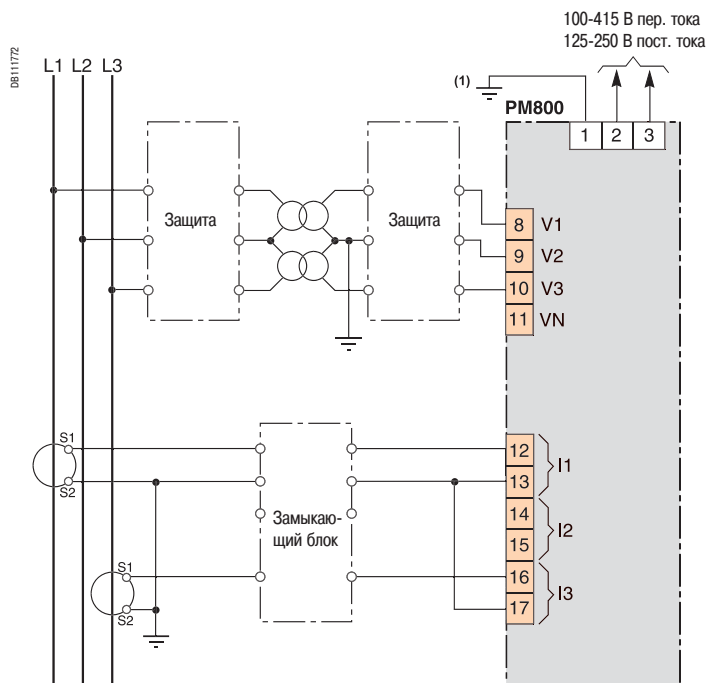 100-415 В пер. тока
125-250 В пост. тока
DB111772
L1 L2 L3
(1)
PM800
1 2 3
Защита
Защита
8 V1
9 V2
10 V3
11 VN
S1
S2
12
13
I1
14
15
I2
16
17
I3
Замыкаю-
щий блок
S1
S2